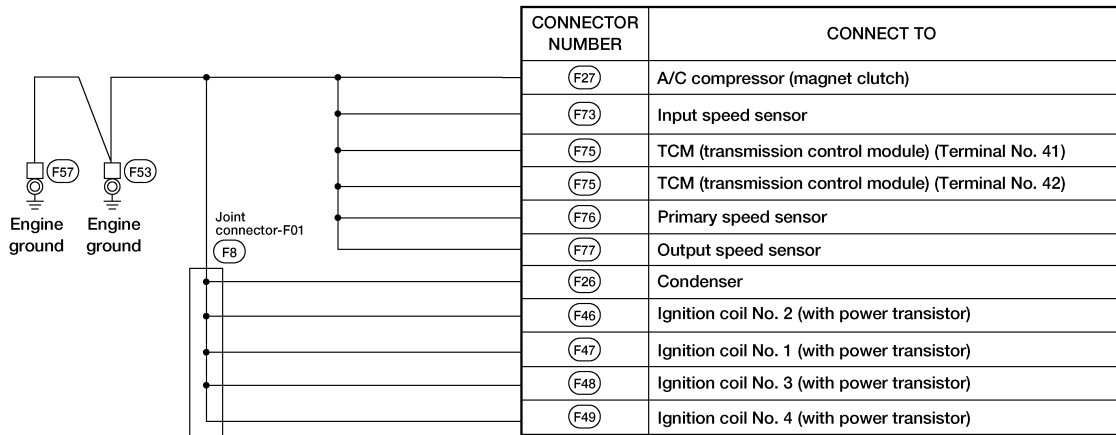 CONNECTOR NUMBER
CONNECT TO
F27
A/C compressor (magnet clutch)
F73
Input speed sensor
F75
TCM (transmission control module) (Terminal No. 41)
F75
TCM (transmission control module) (Terminal No. 42)
F76
Primary speed sensor
F77
Output speed sensor
F26
Condenser
F46
Ignition coil No. 2 (with power transistor)
F47
Ignition coil No. 1 (with power transistor)
F48
Ignition coil No. 3 (with power transistor)
F49
Ignition coil No. 4 (with power transistor)
F57
Engine
ground
F53
Engine
ground
Joint
connector-F01
F8